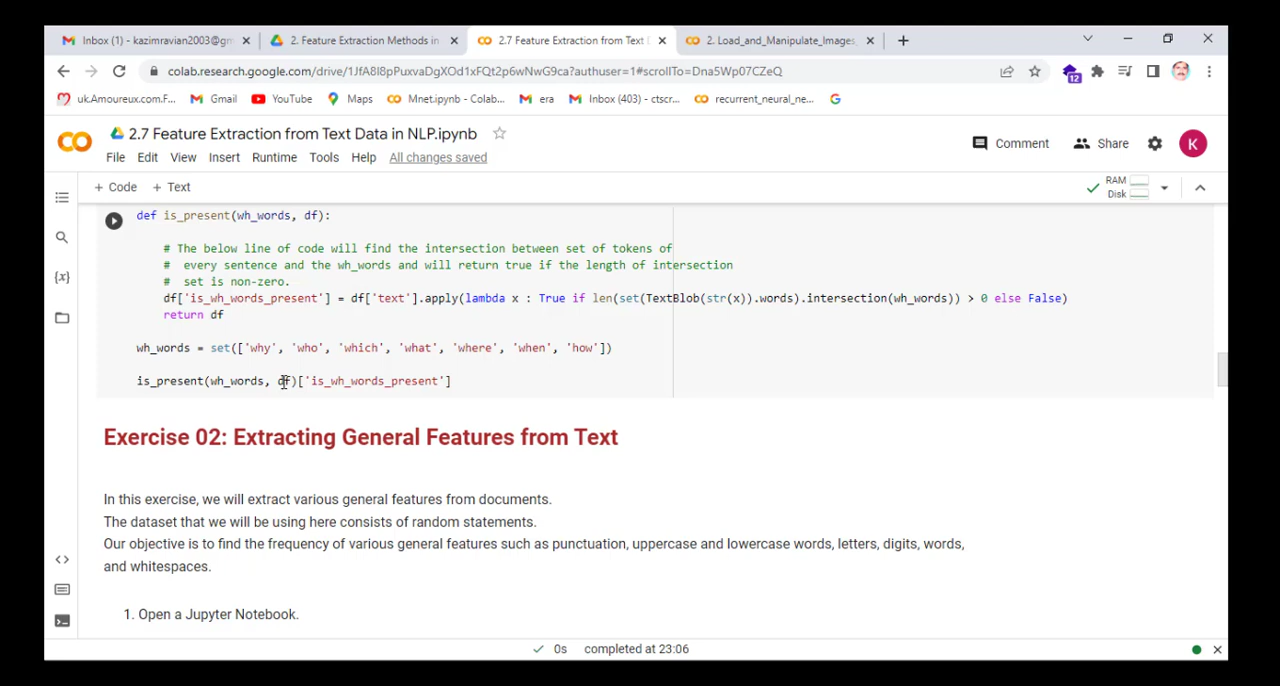 Inbox (1) - kazimravian2003@gm
2. Feature Extraction Methods in
2.7 Feature Extraction from Text D
2. Load_and_Manipulate_Images_
colab.research.google.com/drive/1JfA8I8pPuxvaDgXOd1xFQt2p6wNwG9ca?authuser=1#scrollTo=Dna5Wp07CZeQ
12
uk.Amoureux.com.F...
Gmail
YouTube
Maps
Mnet.ipynb - Colab...
era
Inbox (403) - ctscr...
recurrent_neural_ne...
2.7 Feature Extraction from Text Data in NLP.ipynb
Comment
Share
K
File Edit View Insert Runtime Tools Help All changes saved
+ Code + Text
RAM
Disk
def is_present(wh_words, df):
# The below line of code will find the intersection between set of tokens of
# every sentence and the wh_words and will return true if the length of intersection
# set is non-zero.
df['is_wh_words_present'] = df['text'].apply(lambda x : True if len(set(TextBlob(str(x)).words).intersection(wh_words)) > 0 else False)
return df
wh_words = set(['why', 'who', 'which', 'what', 'where', 'when', 'how'])
is_present(wh_words, df)['is_wh_words_present']
Exercise 02: Extracting General Features from Text
In this exercise, we will extract various general features from documents.
The dataset that we will be using here consists of random statements.
Our objective is to find the frequency of various general features such as punctuation, uppercase and lowercase words, letters, digits, words,
and whitespaces.
1. Open a Jupyter Notebook.
0s completed at 23:06